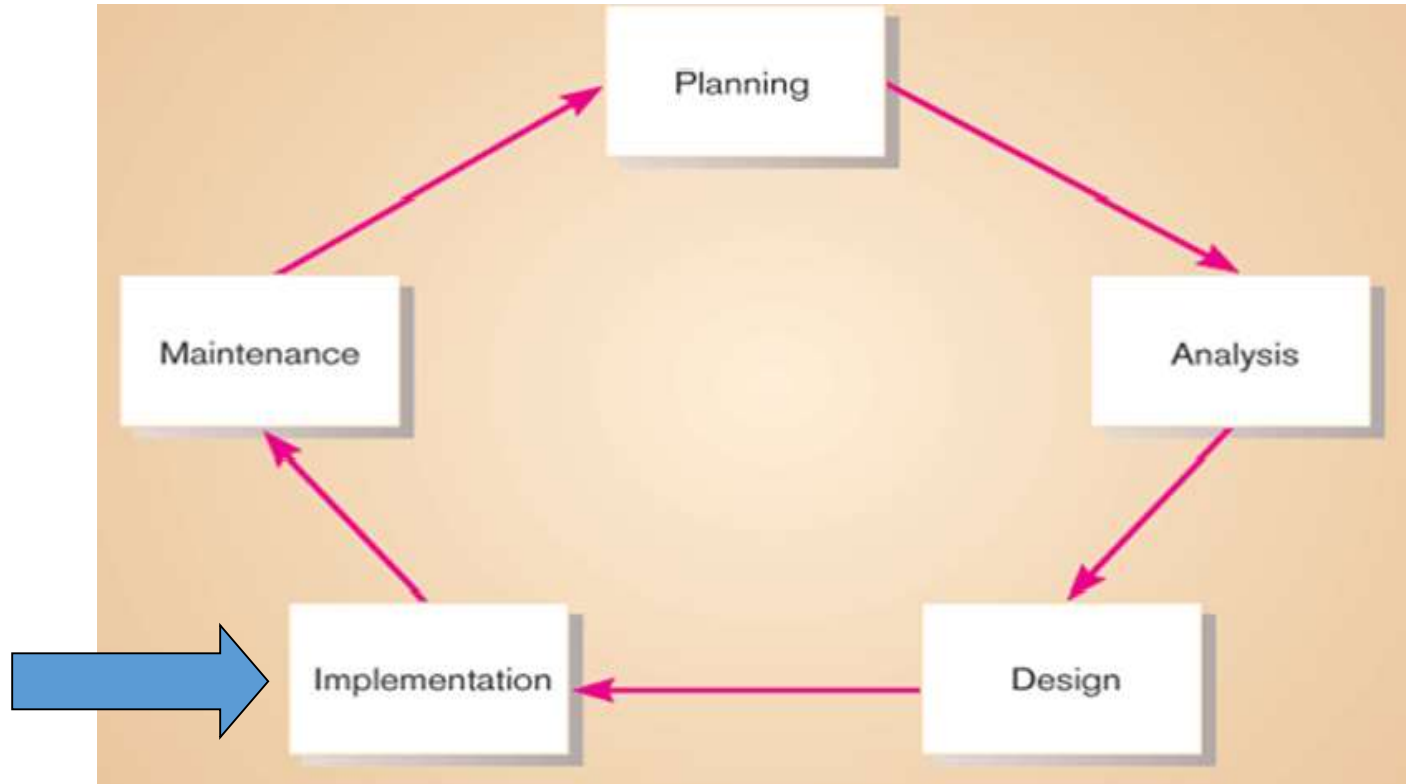 Planning
Maintenance
Analysis
Implementation
Design